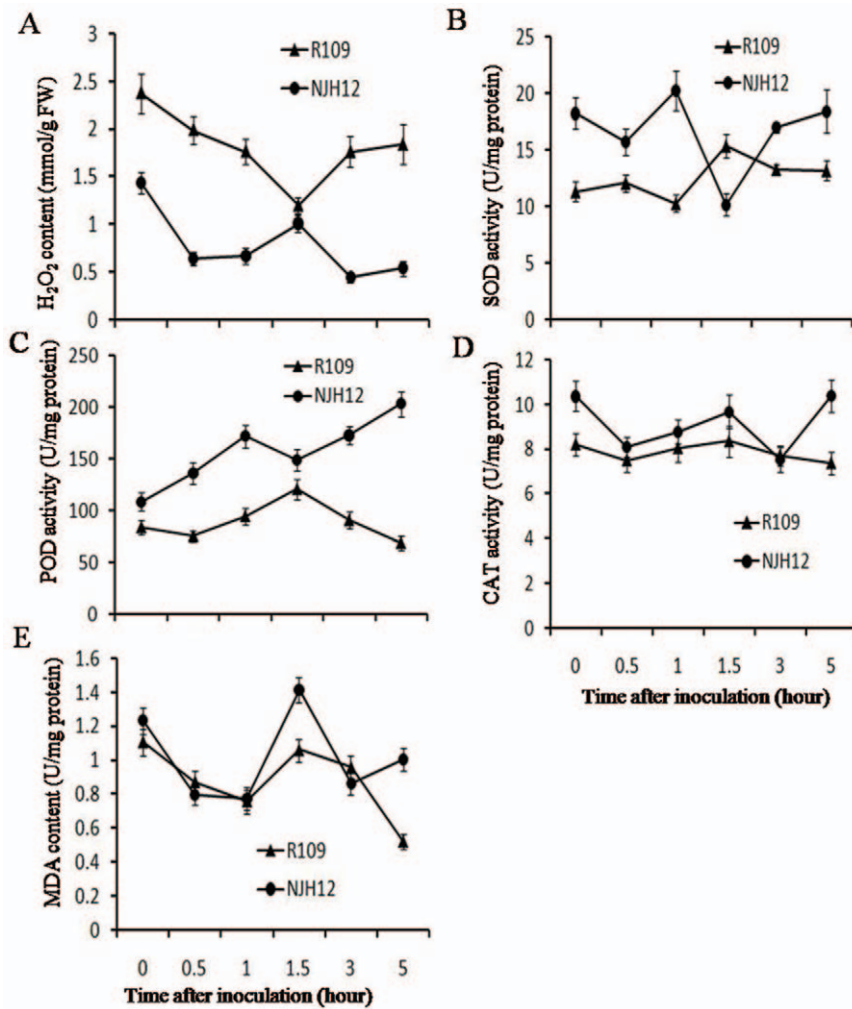 A
H₂O₂ content (mmol/g FW)
3
2.5
2
1.5
1
0.5
0
R109
NJH12
B
SOD activity (U/mg protein)
25
20
15
10
5
0
R109
NJH12
C
POD activity (U/mg protein)
250
200
150
100
50
0
R109
NJH12
D
CAT activity (U/mg protein)
12
10
8
6
4
2
0
R109
NJH12
0 0.5 1 1.5 3 5
Time after inoculation (hour)
E
MDA content (U/mg protein)
1.6
1.4
1.2
1
0.8
0.6
0.4
0.2
0
R109
NJH12
0 0.5 1 1.5 3 5
Time after inoculation (hour)